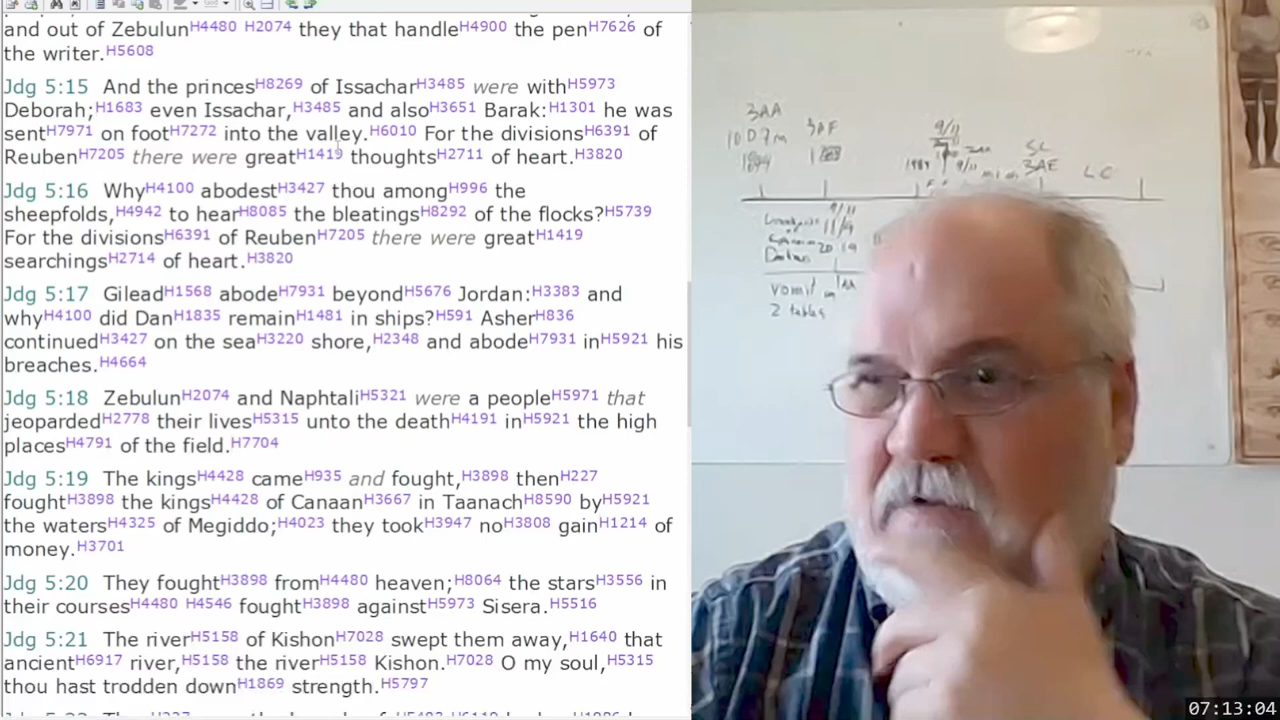 and out of Zebulun H4480 H2074 they that handle H4900 the pen H7626 of
the writer. H5608
Jdg 5:15 And the princes H8269 of Issachar H3485 were with H5973
Deborah; H1683 even Issachar, H3485 and also H3651 Barak: H1301 he was
sent H7971 on foot H7272 into the valley. H6010 For the divisions H6391 of
Reuben H7205 there were great H1419 thoughts H2711 of heart. H3820
Jdg 5:16 Why H4100 abodest H3427 thou among H996 the
sheepfolds, H4942 to hear H8085 the bleatings H8292 of the flocks? H5739
For the divisions H6391 of Reuben H7205 there were great H1419
searchings H2714 of heart. H3820
Jdg 5:17 Gilead H1568 abode H7931 beyond H5676 Jordan: H3383 and
why H4100 did Dan H1835 remain H1481 in ships? H591 Asher H836
continued H3427 on the sea H3220 shore, H2348 and abode H7931 in H5921 his
breaches. H4664
Jdg 5:18 Zebulun H2074 and Naphtali H5321 were a people H5971 that
jeoparded H2778 their lives H5315 unto the death H4191 in H5921 the high
places H4791 of the field. H7704
Jdg 5:19 The kings H4428 came H935 and fought, H3898 then H227
fought H3898 the kings H4428 of Canaan H3667 in Taanach H8590 by H5921
the waters H4325 of Megiddo; H4023 they took H3947 no H3808 gain H1214 of
money. H3701
Jdg 5:20 They fought H3898 from H4480 heaven; H8064 the stars H3556 in
their courses H4480 H4546 fought H3898 against H5973 Sisera. H5516
Jdg 5:21 The river H5158 of Kishon H7028 swept them away, H1640 that
ancient H6917 river, H5158 the river H5158 Kishon. H7028 O my soul, H5315
thou hast trodden down H1869 strength. H5797
3AA
3AF
9/11
1989
9/11
SL
3AE
LC
9/11
11/9
2019
vomit on
2 tables
07:13:04